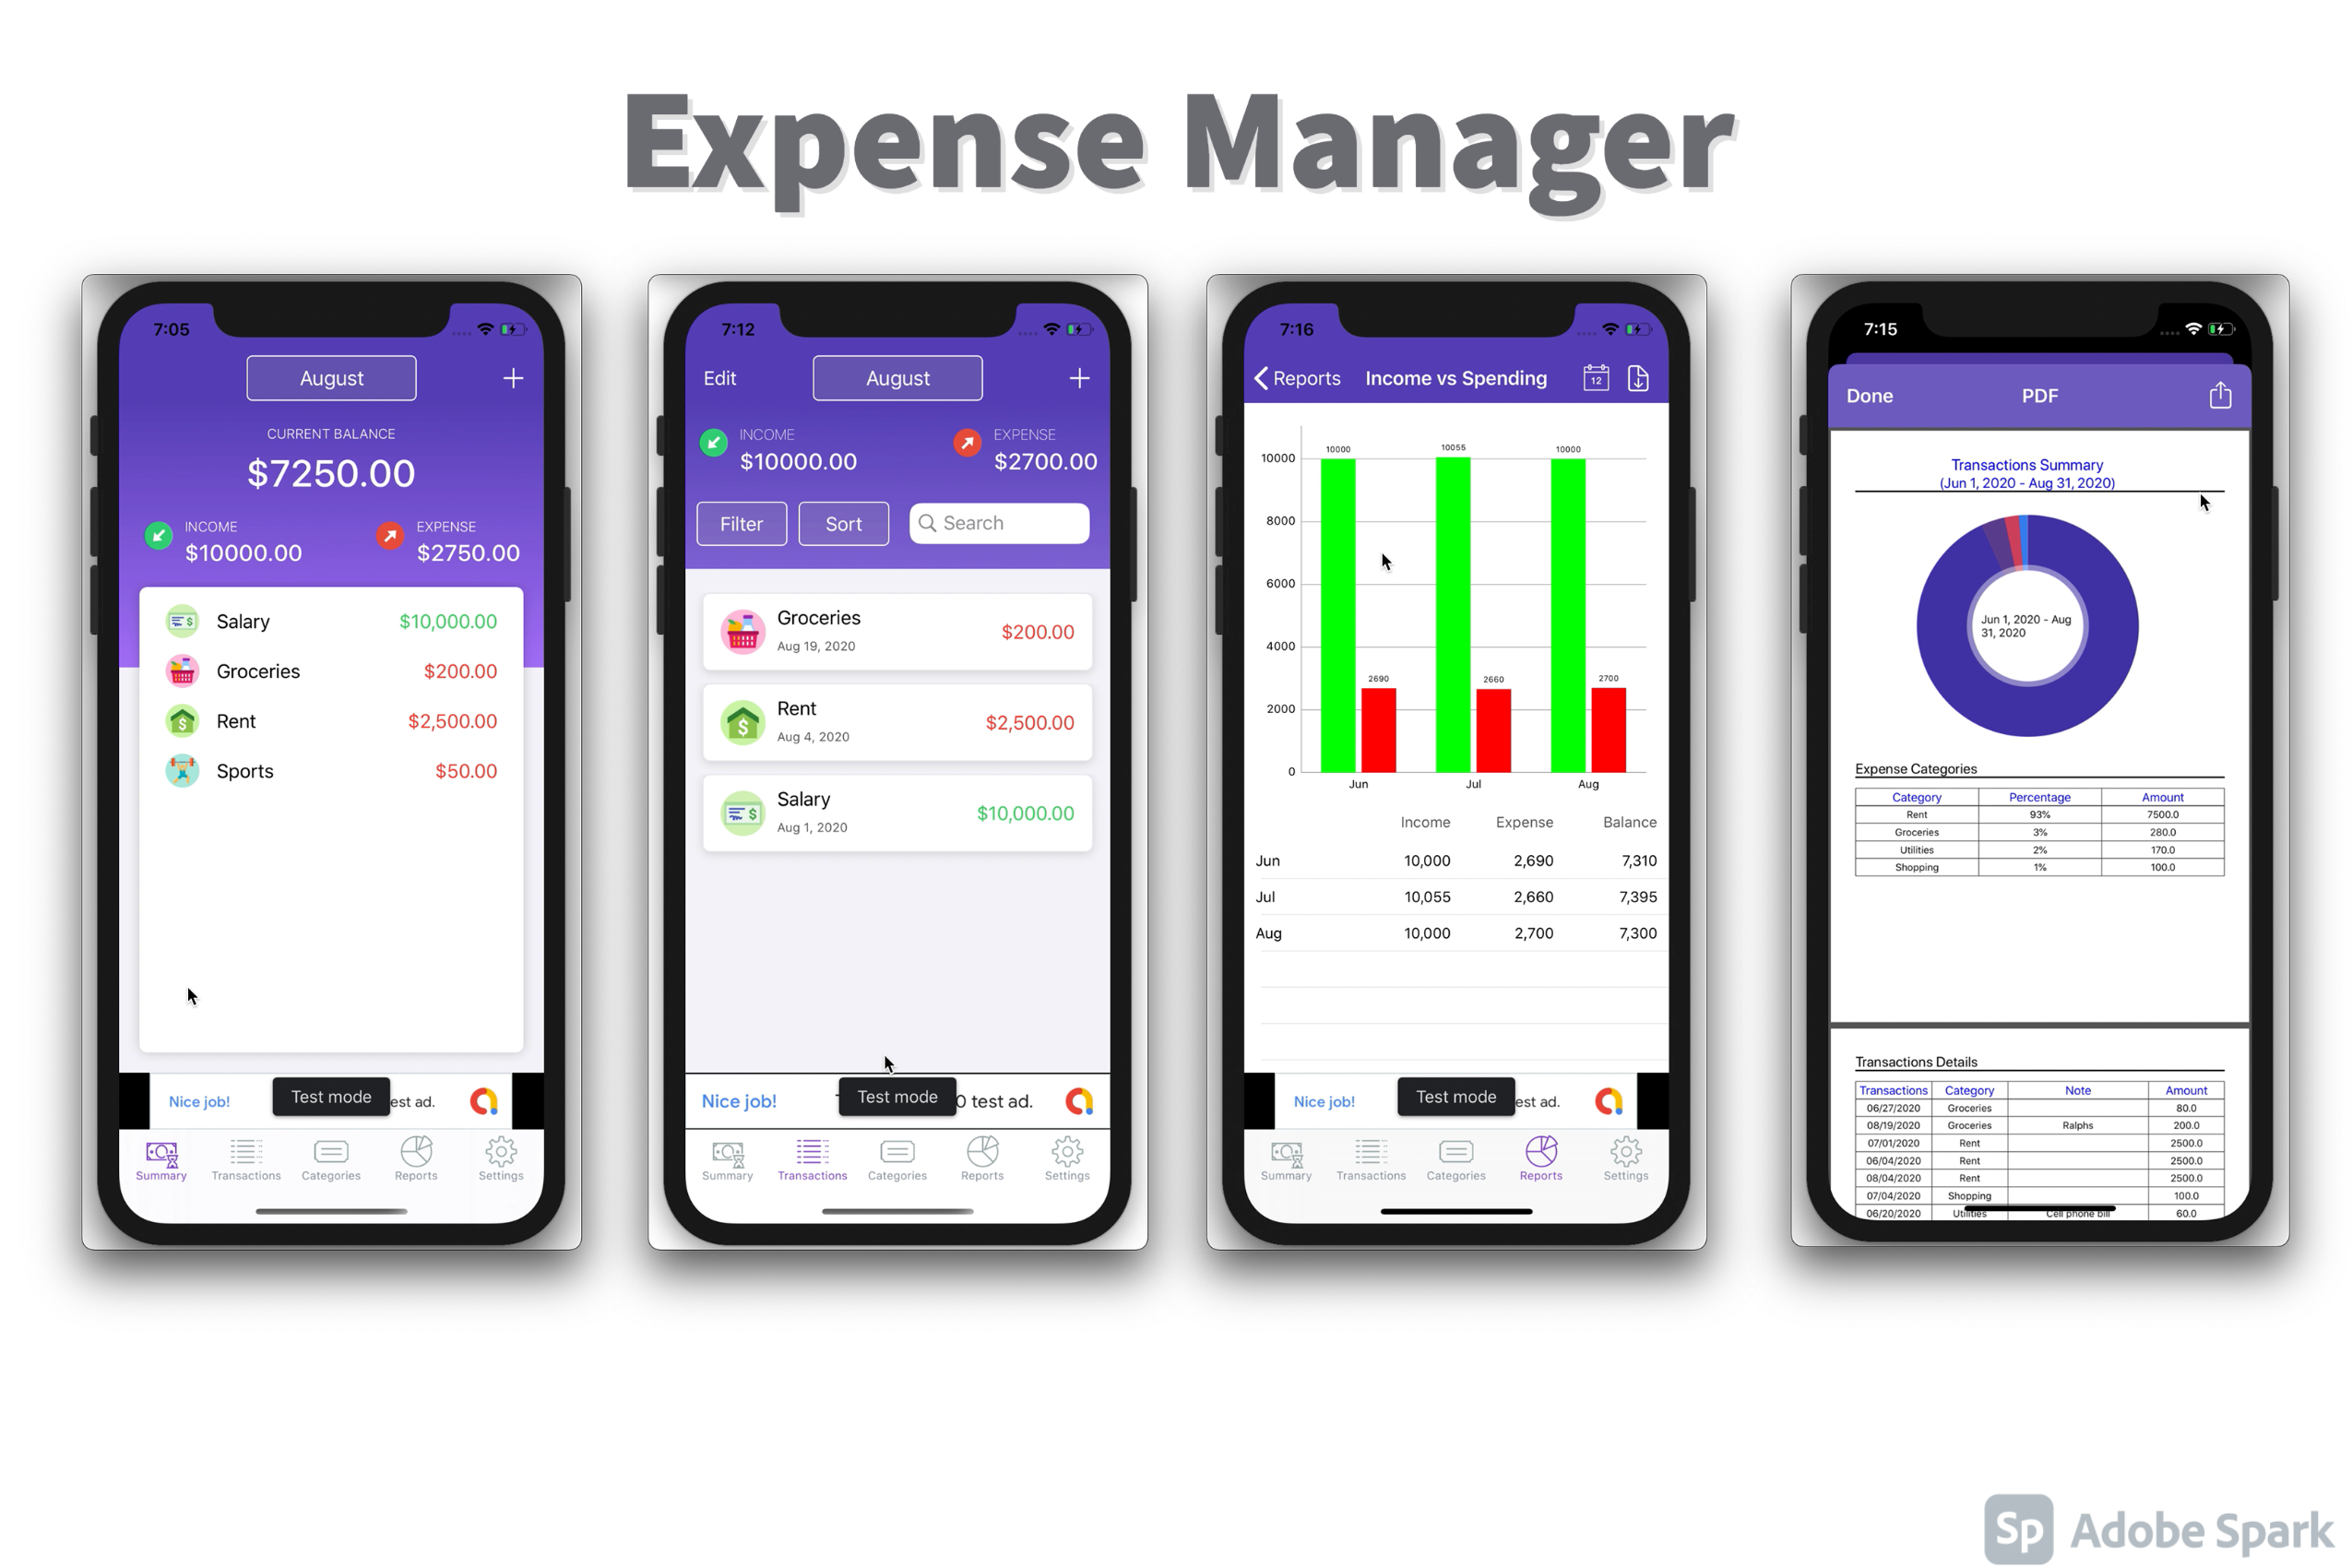 Expense Manager
7:05
August
+
CURRENT BALANCE
$7250.00
INCOME
$10000.00
EXPENSE
$2750.00
Salary $10,000.00
Groceries $200.00
Rent $2,500.00
Sports $50.00
Nice job! Test mode est ad.
Summary Transactions Categories Reports Settings
7:12
Edit August +
INCOME
$10000.00
EXPENSE
$2700.00
Filter Sort Search
Groceries
Aug 19, 2020
$200.00
Rent
Aug 4, 2020
$2,500.00
Salary
Aug 1, 2020
$10,000.00
Nice job! Test mode 0 test ad.
Summary Transactions Categories Reports Settings
7:16
Reports Income vs Spending 12
10000 10055 10000
10000
8000
6000
4000
2690 2660 2700
2000
0
Jun Jul Aug
Income Expense Balance
Jun 10,000 2,690 7,310
Jul 10,055 2,660 7,395
Aug 10,000 2,700 7,300
Nice job! Test mode est ad.
Summary Transactions Categories Reports Settings
7:15
Done PDF
Transactions Summary
(Jun 1, 2020 - Aug 31, 2020)
Jun 1, 2020 - Aug
31, 2020
Expense Categories
Category Percentage Amount
Rent 93% 7500.0
Groceries 3% 280.0
Utilities 2% 170.0
Shopping 1% 100.0
Transactions Details
Transactions Category Note Amount
06/27/2020 Groceries 80.0
08/19/2020 Groceries Ralphs 200.0
07/01/2020 Rent 2500.0
06/04/2020 Rent 2500.0
08/04/2020 Rent 2500.0
07/04/2020 Shopping 100.0
06/20/2020 Utilities Cell phone bill 60.0
Sp Adobe Spark